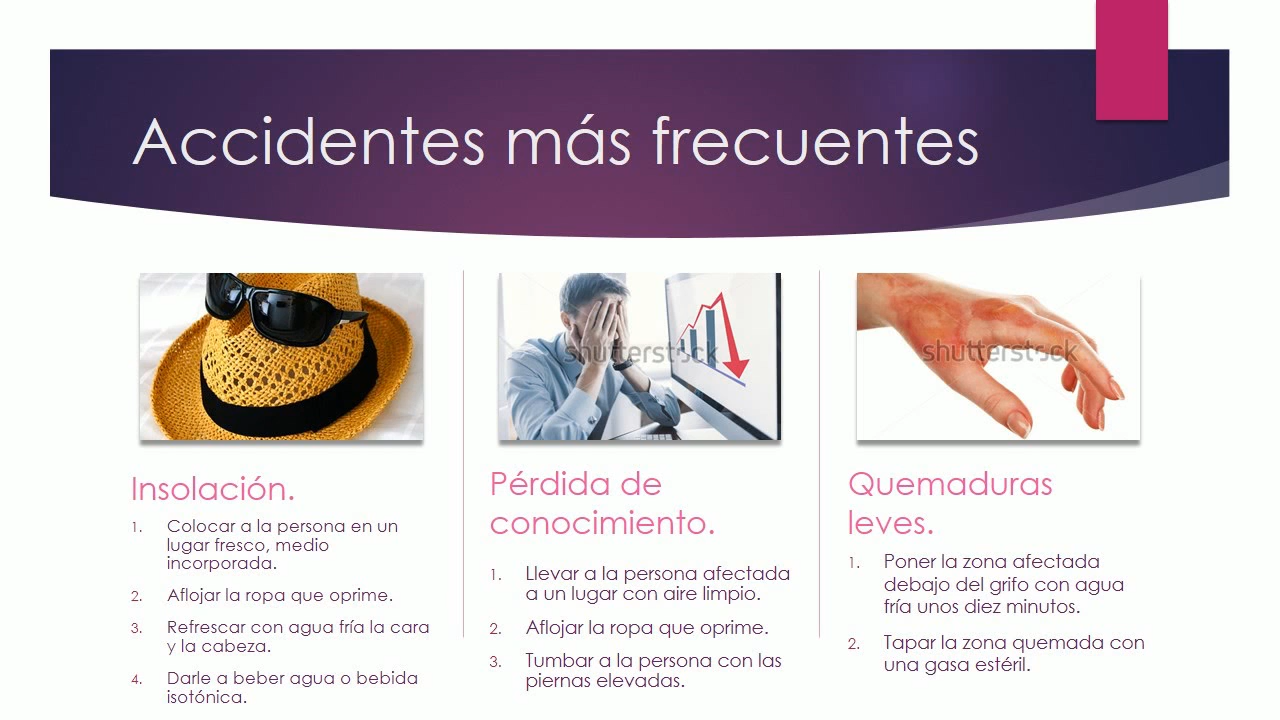 Accidentes más frecuentes
shutterstock
shutterstock
Insolación.
1. Colocar a la persona en un
lugar fresco, medio
incorporada.
2. Aflojar la ropa que oprime.
3. Refrescar con agua fría la cara
y la cabeza.
4. Darle a beber agua o bebida
isotónica.
Pérdida de
conocimiento.
1. Llevar a la persona afectada
a un lugar con aire limpio.
2. Aflojar la ropa que oprime.
3. Tumbar a la persona con las
piernas elevadas.
Quemaduras
leves.
1. Poner la zona afectada
debajo del grifo con agua
fría unos diez minutos.
2. Tapar la zona quemada con
una gasa estéril.